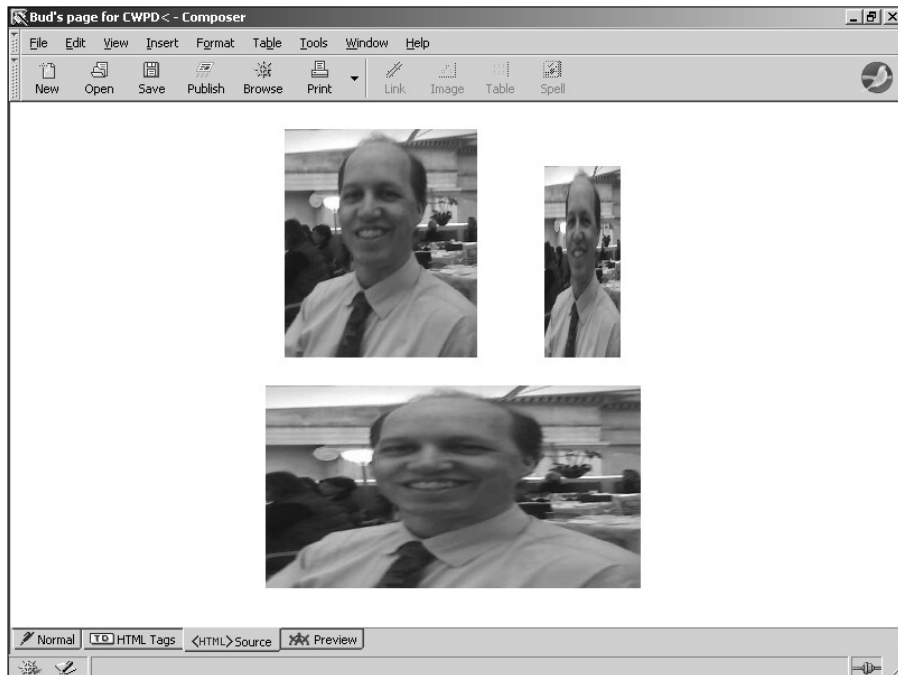 Bud's page for CWPD< - Composer
File Edit View Insert Format Table Tools Window Help
New Open Save Publish Browse Print Link Image Table Spell
Normal TD HTML Tags <HTML> Source Preview